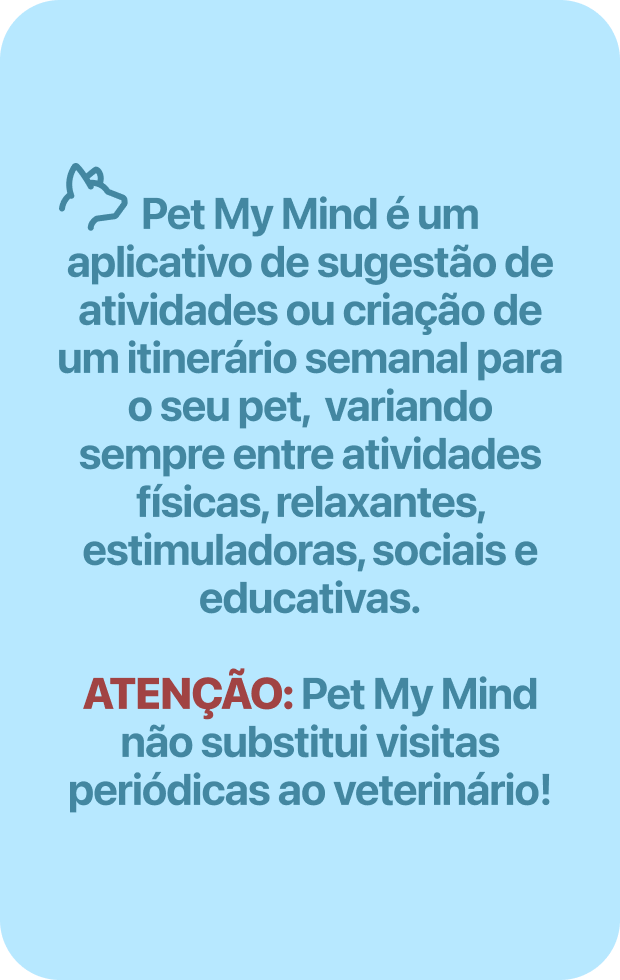 Pet My Mind é um
aplicativo de sugestão de
atividades ou criação de
um itinerário semanal para
o seu pet,  variando
sempre entre atividades
físicas, relaxantes,
estimuladoras, sociais e
educativas.
ATENÇÃO: Pet My Mind
não substitui visitas
periódicas ao veterinário!